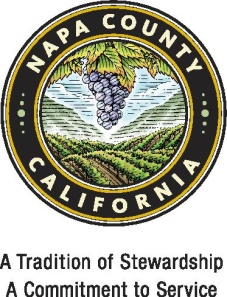 NAPA COUNTY
CALIFORNIA
A Tradition of Stewardship
A Commitment to Service